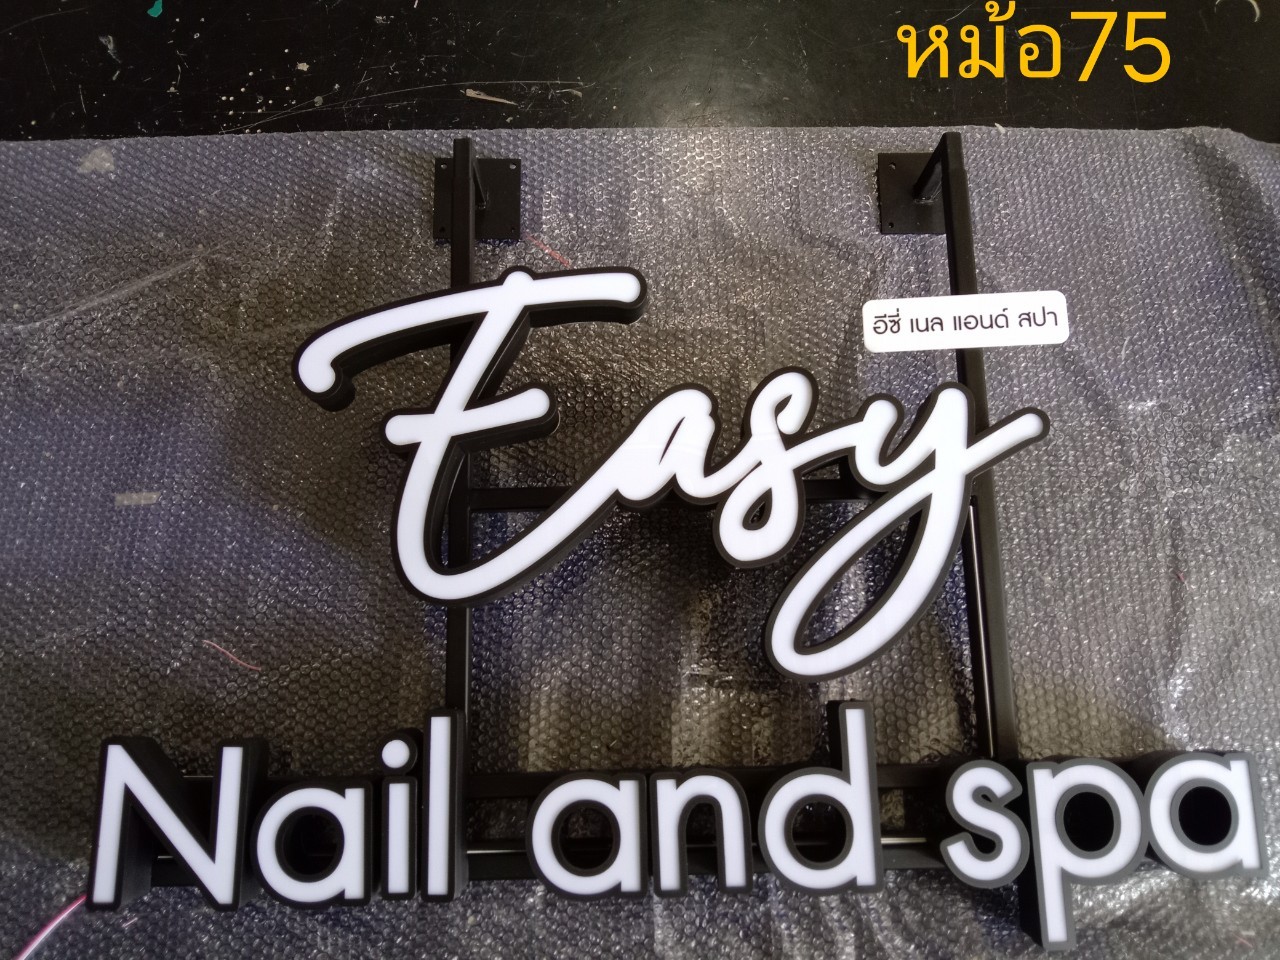 หม้อ75
อีซี่ เนล แอนด์ สปา
Easy
Nail and spa